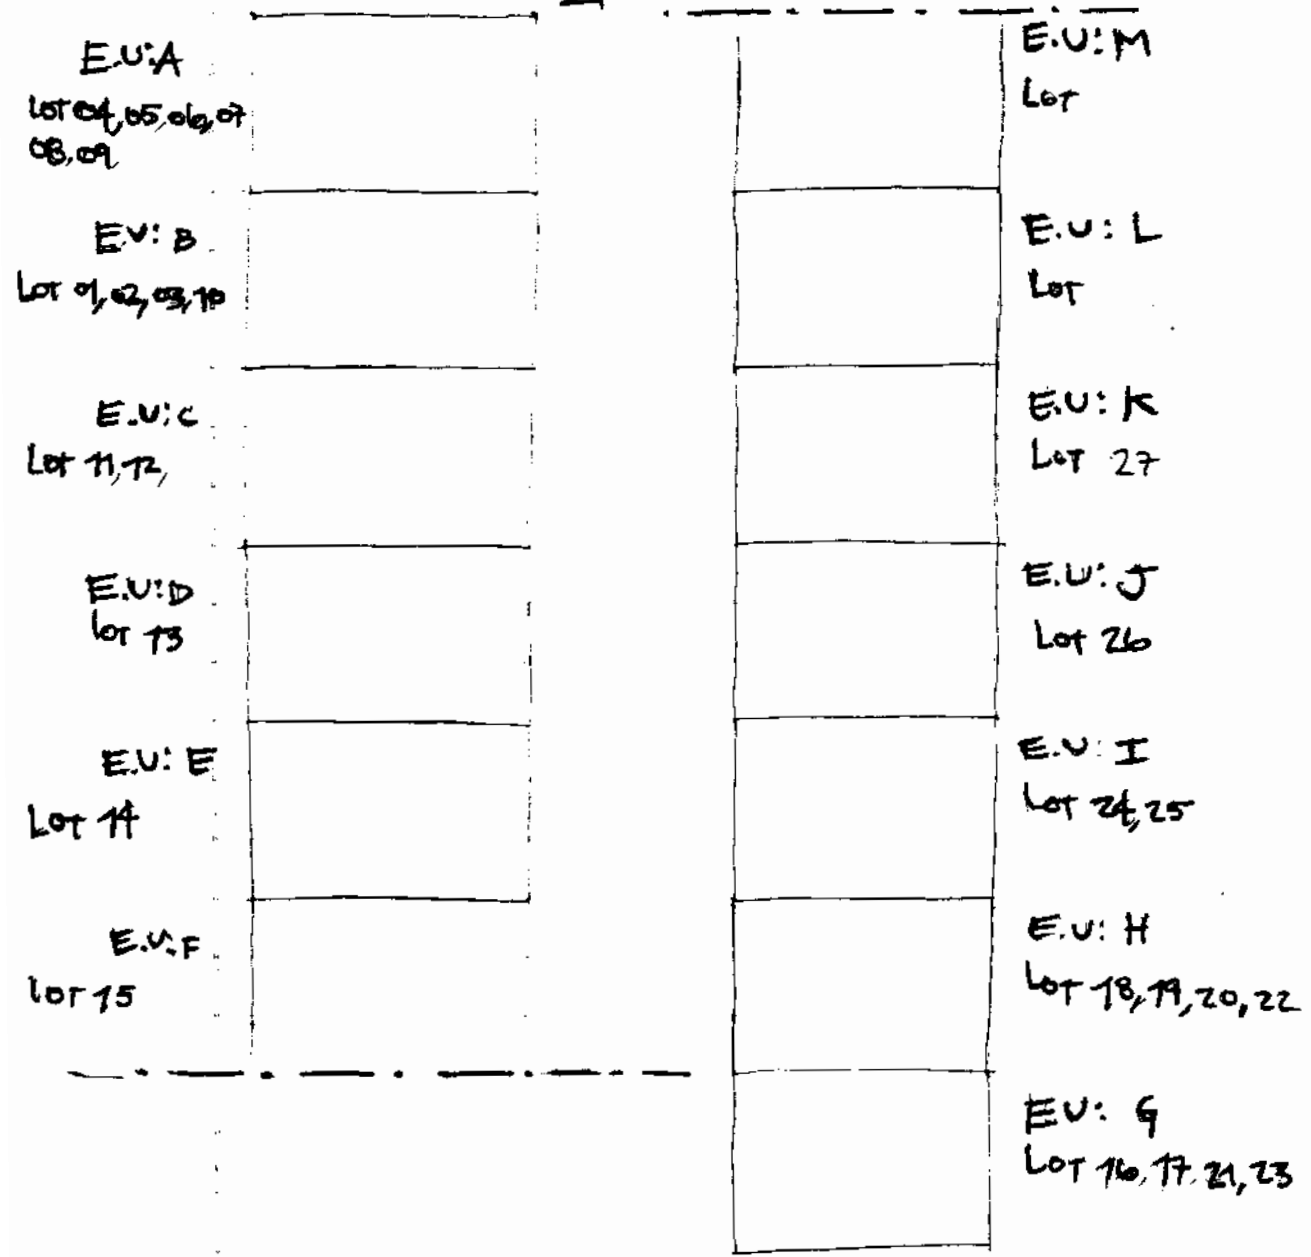 E.U:A
Lot 04,05,06,07
08,09
E.U: B
Lot 01,02,03,10
E.U:C
Lot 11,12,
E.U:D
Lot 13
E.U: E
Lot 14
E.U:F
Lot 15
E.U:M
Lot
E.U: L
Lot
E.U: K
Lot 27
E.U: J
Lot 26
E.U: I
Lot 24,25
E.U: H
Lot 18,19,20,22
E.U: G
Lot 16,17,21,23